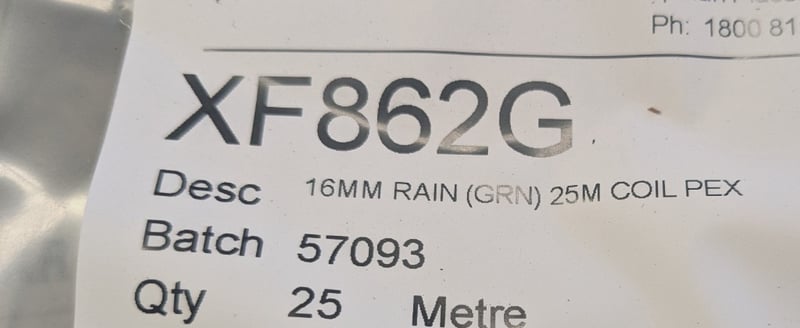 Ph: 1800 81
XF862G
Desc 16MM RAIN (GRN) 25M COIL PEX
Batch 57093
Qty 25 Metre